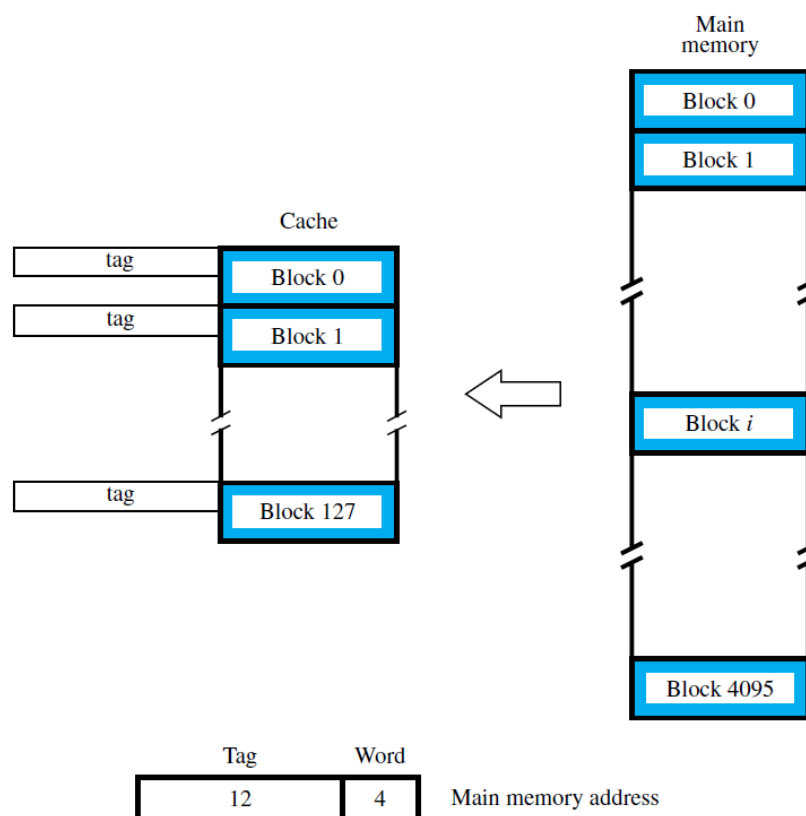 Main
memory
Block 0
Block 1
Cache
tag
Block 0
tag
Block 1
Block i
tag
Block 127
Block 4095
Tag Word
12 4 Main memory address